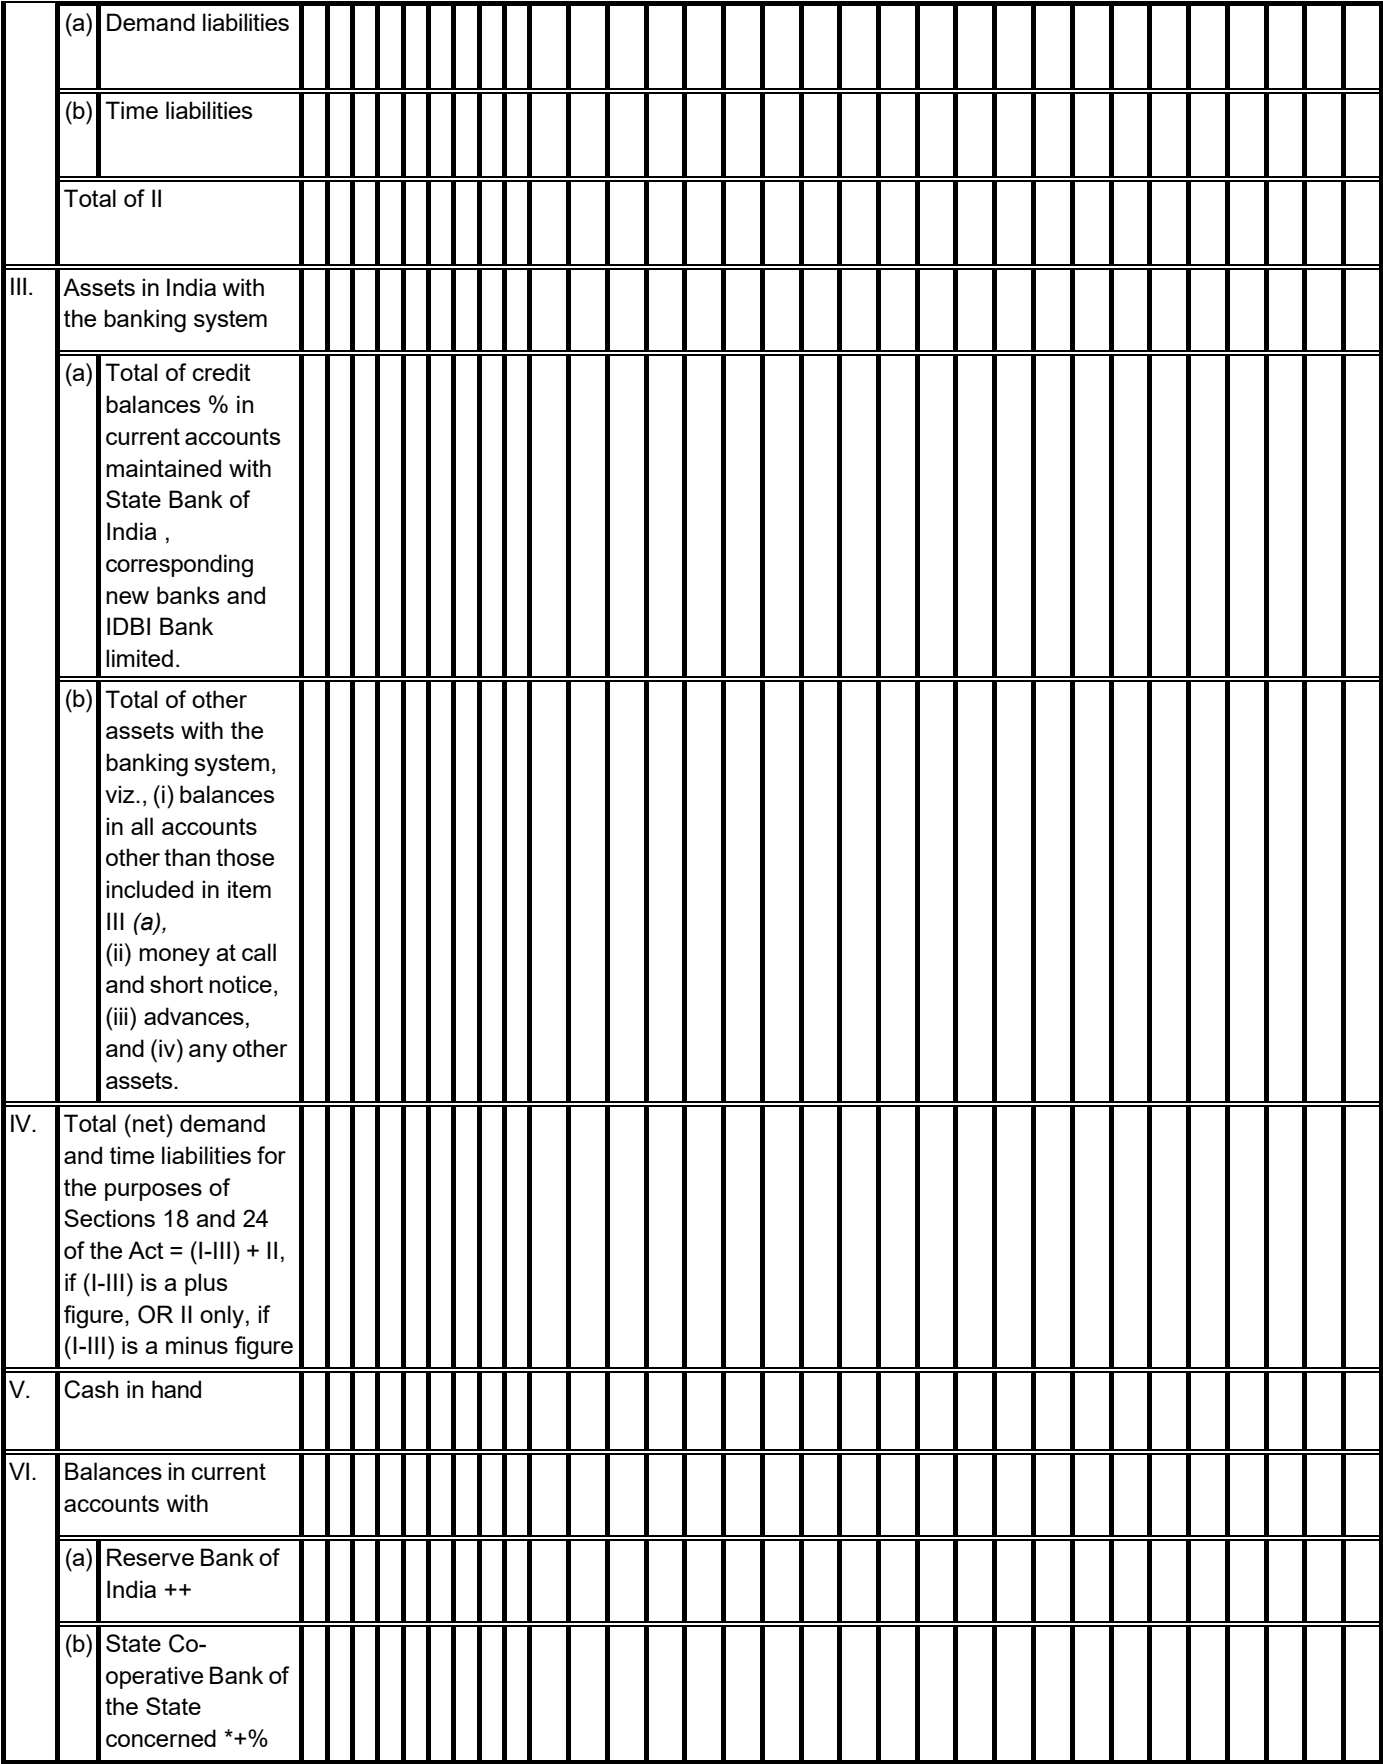 (a) Demand liabilities
(b) Time liabilities
Total of II
III. Assets in India with
the banking system
(a) Total of credit
balances % in
current accounts
maintained with
State Bank of
India ,
corresponding
new banks and
IDBI Bank
limited.
(b) Total of other
assets with the
banking system,
viz., (i) balances
in all accounts
other than those
included in item
III (a),
(ii) money at call
and short notice,
(iii) advances,
and (iv) any other
assets.
IV. Total (net) demand
and time liabilities for
the purposes of
Sections 18 and 24
of the Act = (I-III) + II,
if (I-III) is a plus
figure, OR II only, if
(I-III) is a minus figure
V. Cash in hand
VI. Balances in current
accounts with
(a) Reserve Bank of
India ++
(b) State Co-
operative Bank of
the State
concerned *+%